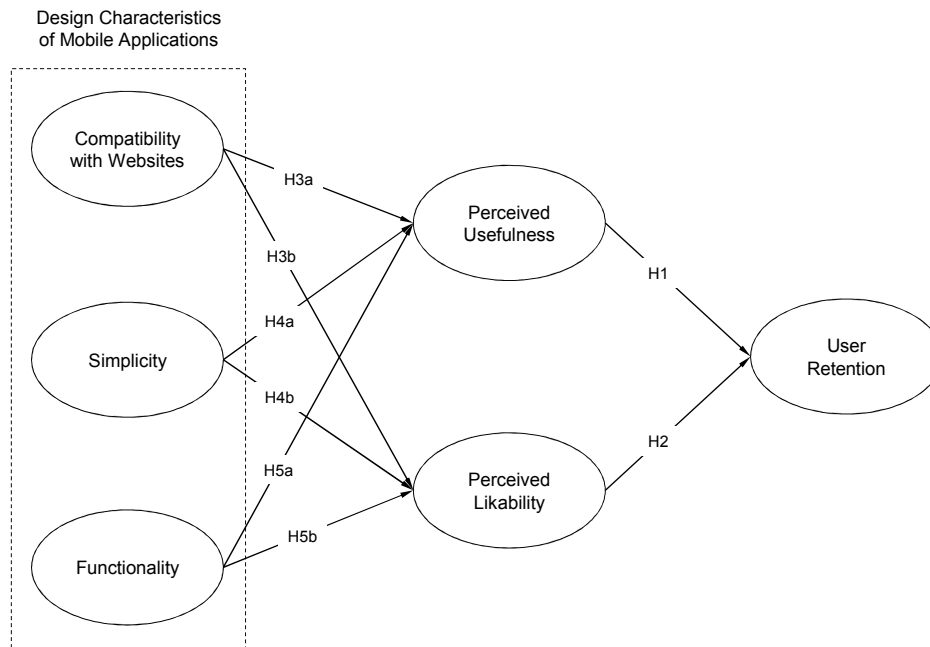 Design Characteristics
of Mobile Applications
Compatibility
with Websites
H3a
Perceived
Usefulness
H3b
H1
H4a
Simplicity
User
Retention
H4b
H2
H5a
Perceived
Likability
H5b
Functionality